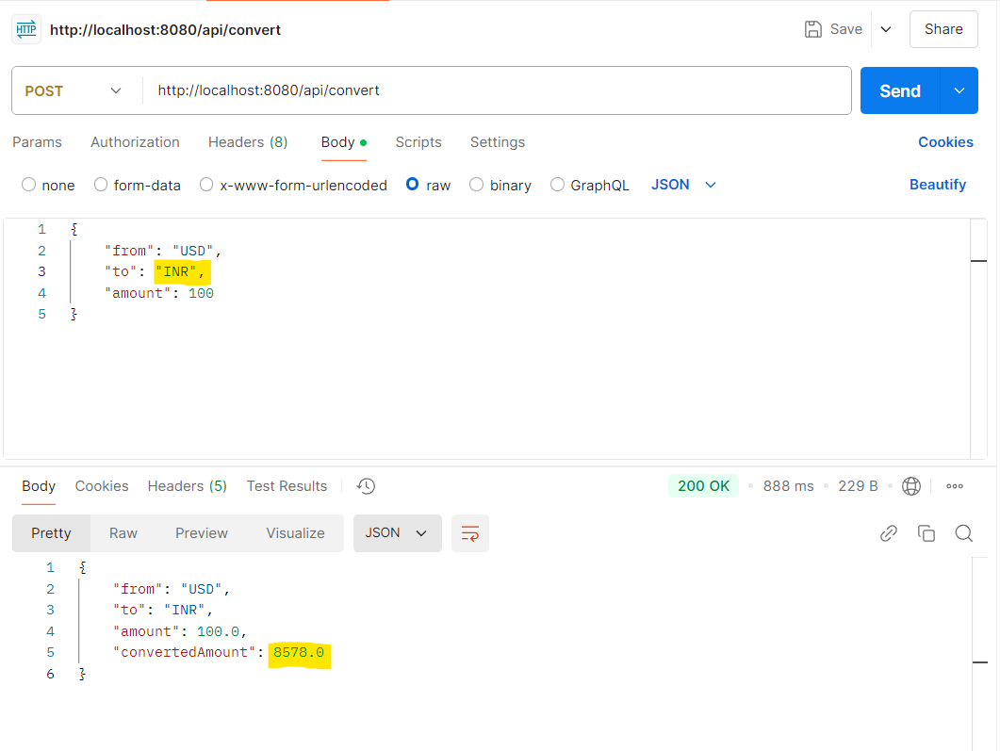 HTTP http://localhost:8080/api/convert Save Share
POST http://localhost:8080/api/convert Send
Params Authorization Headers (8) Body Scripts Settings Cookies
none form-data x-www-form-urlencoded raw binary GraphQL JSON Beautify
1 {
2 "from": "USD",
3 "to": "INR",
4 "amount": 100
5 }
Body Cookies Headers (5) Test Results 200 OK 888 ms 229 B
Pretty Raw Preview Visualize JSON
1 {
2 "from": "USD",
3 "to": "INR",
4 "amount": 100.0,
5 "convertedAmount": 8578.0
6 }